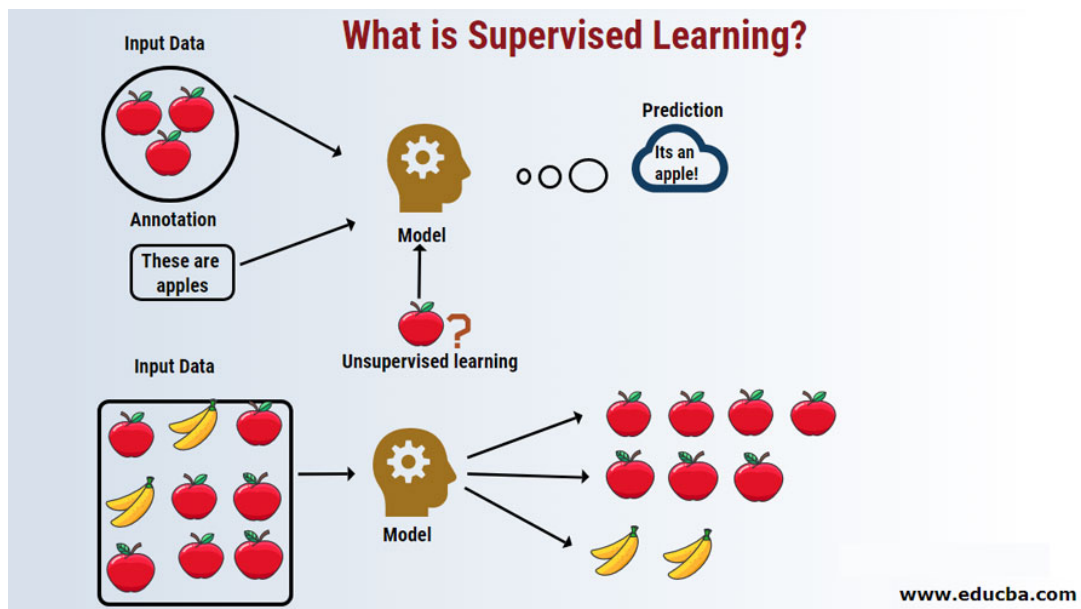 What is Supervised Learning?
Input Data
Annotation
These are
apples
Model
Prediction
Its an
apple!
?
Unsupervised learning
Input Data
Model
www.educba.com